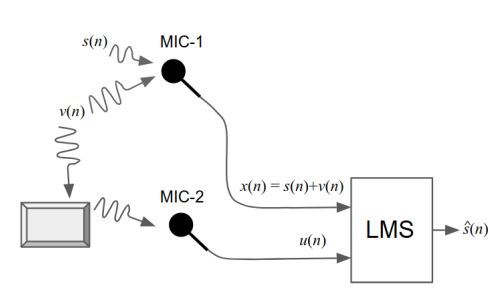 s(n)
MIC-1
v(n)
x(n) = s(n)+v(n)
MIC-2
LMS
ŝ(n)
u(n)